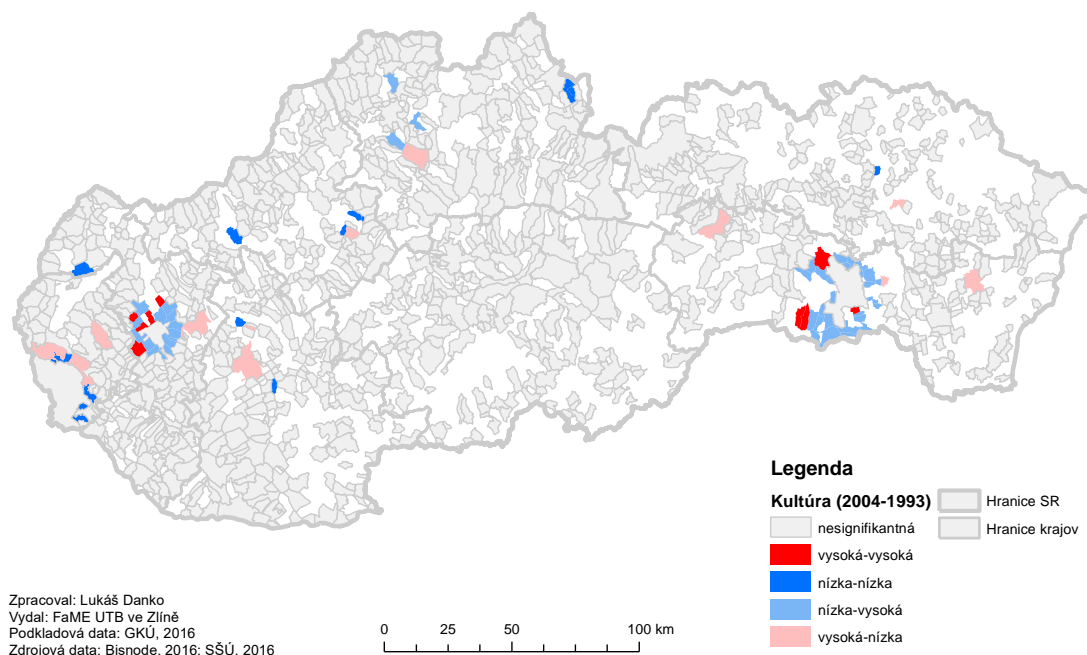 Legenda
Kultúra (2004-1993)
nesignifikantná
vysoká-vysoká
nízka-nízka
nízka-vysoká
vysoká-nízka
Hranice SR
Hranice krajov
Zpracoval: Lukáš Danko
Vydal: FaME UTB ve Zlíně
Podkladová data: GKÚ, 2016
Zdrojová data: Bisnode, 2016; SŠÚ, 2016
0 25 50 100 km